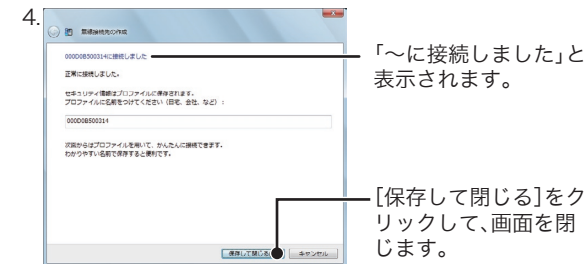 4.
無線接続先の作成
000D0B500314に接続しました
正常に接続しました。
セキュリティ情報はプロファイルに保存されます。
プロファイルに名前をつけてください（自宅、会社、など）：
000D0B500314
次回からはプロファイルを用いて、かんたんに接続できます。
わかりやすい名前で保存すると便利です。
保存して閉じる
キャンセル
「～に接続しました」と
表示されます。
[保存して閉じる]をク
リックして、画面を閉
じます。